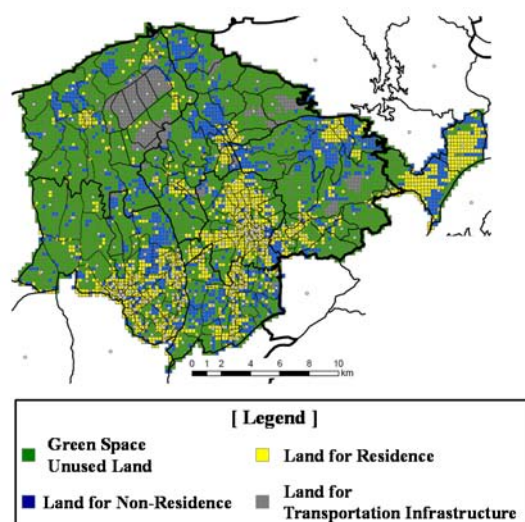 0 1 2 4 6 8 10
km
[ Legend ]
Green Space
Unused Land
Land for Residence
Land for Non-Residence
Land for
Transportation Infrastructure